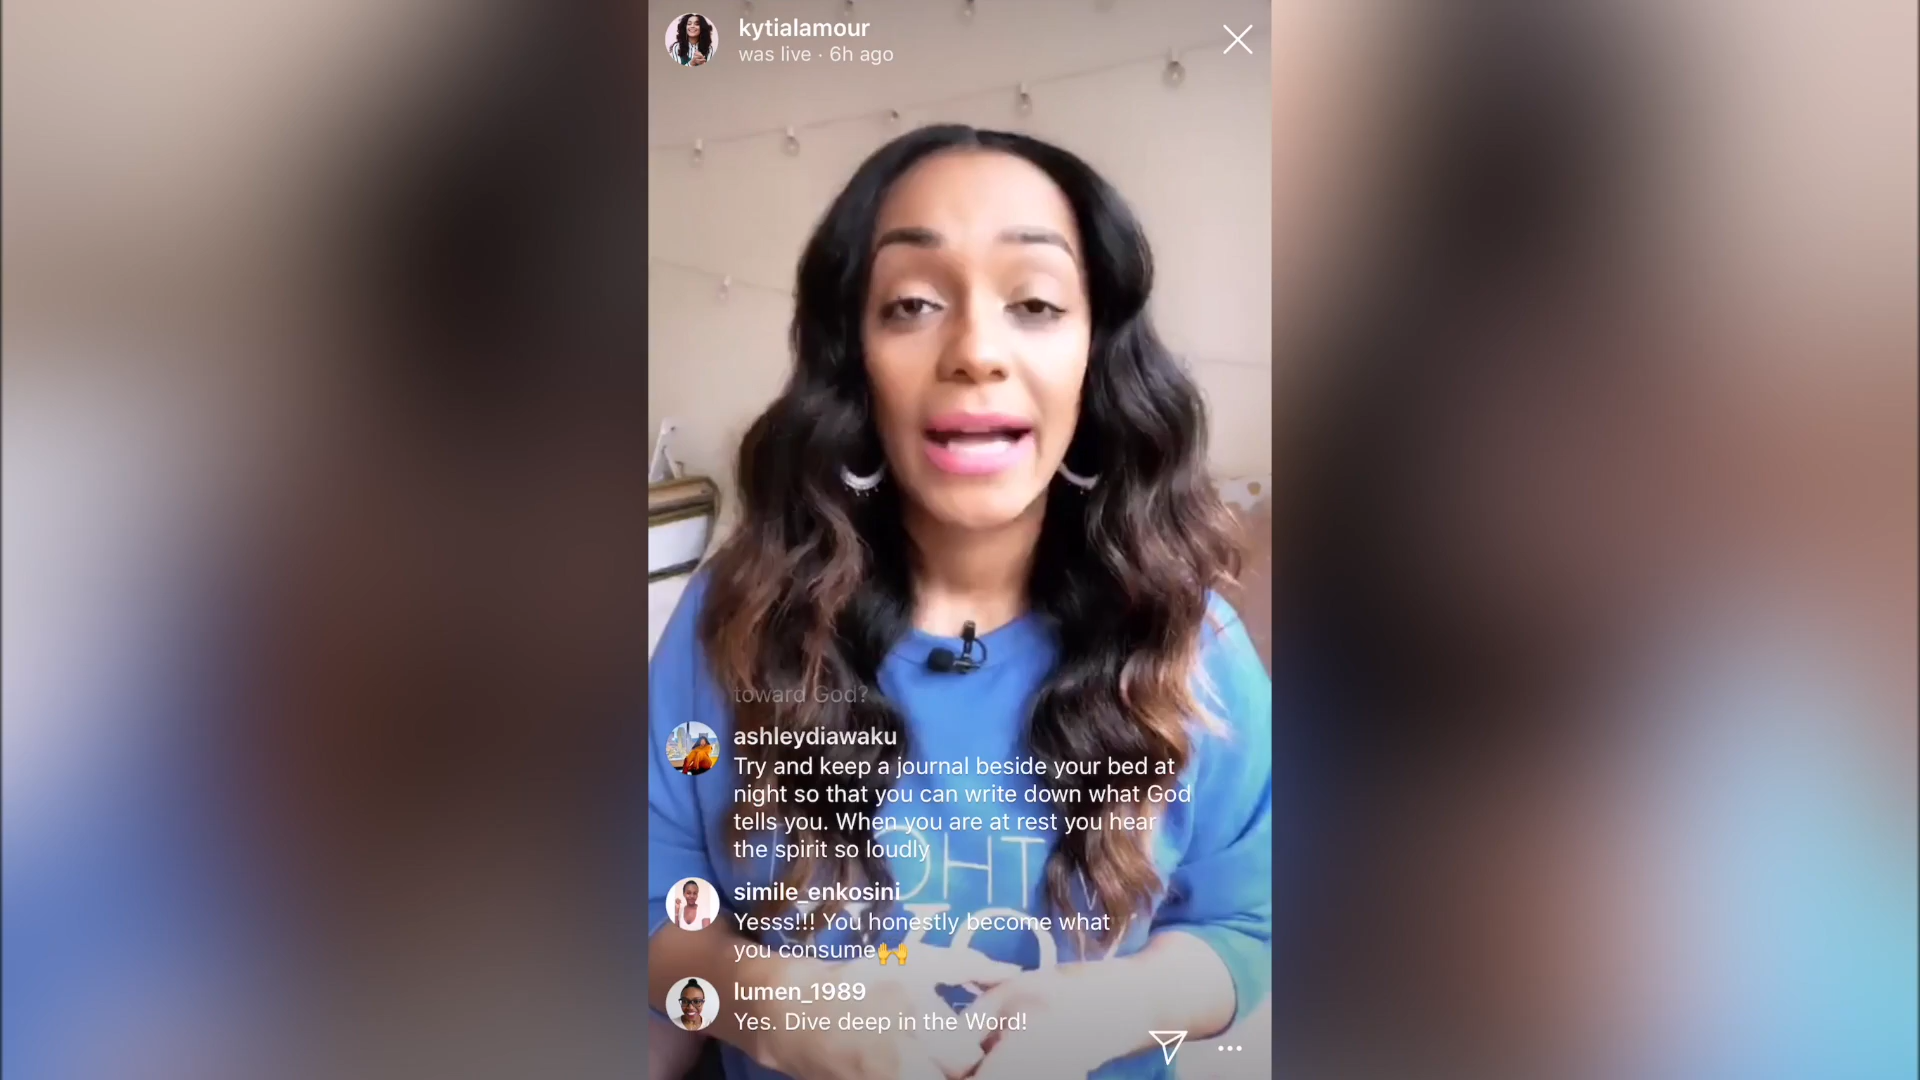 kytialamour
was live · 6h ago
toward God?
ashleydiawaku
Try and keep a journal beside your bed at
night so that you can write down what God
tells you. When you are at rest you hear
the spirit so loudly
simile_enkosini
Yesss!!! You honestly become what
you consume🙌
lumen_1989
Yes. Dive deep in the Word!